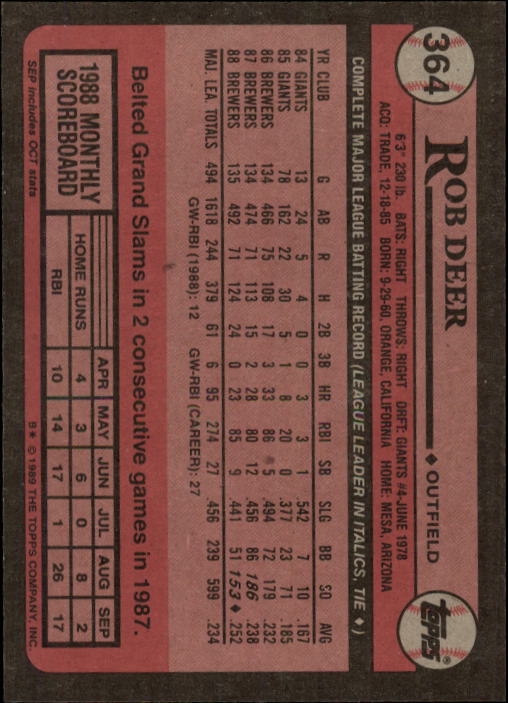 364
ROB DEER
◆ OUTFIELD
Topps®
6'3" 230 lb. BATS: RIGHT THROWS: RIGHT DRFT: GIANTS #4-JUNE 1978
ACQ: TRADE, 12-18-85 BORN: 9-29-60, ORANGE, CALIFORNIA HOME: MESA, ARIZONA
COMPLETE MAJOR LEAGUE BATTING RECORD (LEAGUE LEADER IN ITALICS, TIE ◆)
YR CLUB G AB R H 2B 3B HR RBI SB SLG BB SO AVG
84 GIANTS 13 24 5 4 0 0 3 3 1 .542 7 10 .167
85 GIANTS 78 162 22 30 5 1 8 20 0 .377 23 71 .185
86 BREWERS 134 466 75 108 17 3 33 86 5 .494 72 179 .232
87 BREWERS 134 474 71 113 15 2 28 80 12 .456 86 186 .238
88 BREWERS 135 492 71 124 24 0 23 85 9 .441 51 153◆ .252
MAJ. LEA. TOTALS 494 1618 244 379 61 6 95 274 27 .456 239 599 .234
GW-RBI (1988): 12 GW-RBI (CAREER): 27
Belted Grand Slams in 2 consecutive games in 1987.
1988 MONTHLY
SCOREBOARD
APR MAY JUN JUL AUG SEP
HOME RUNS 4 3 6 0 8 2
RBI 10 14 17 1 26 17
SEP includes OCT stats
B* © 1989 THE TOPPS COMPANY, INC.